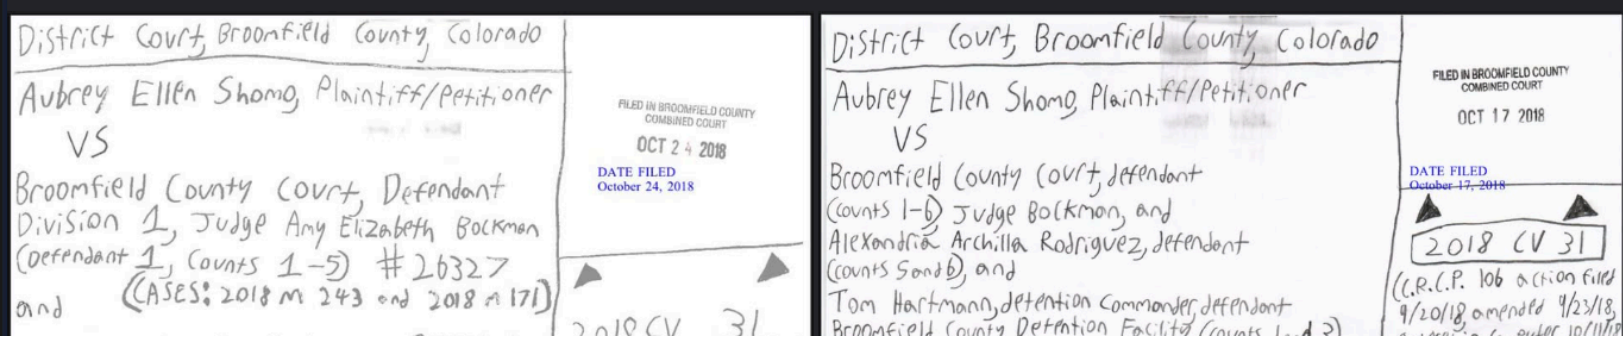 District Court, Broomfield County, Colorado
Aubrey Ellen Shomo, Plaintiff/Petitioner
VS
Broomfield County Court, Defendant
Division 1, Judge Amy Elizabeth Bockman
(Defendant 1, Counts 1-5) #26327
and (CASES: 2018 M 243 and 2018 M 171)
FILED IN BROOMFIELD COUNTY
COMBINED COURT
OCT 24 2018
DATE FILED
October 24, 2018
2018 CV 31
District Court, Broomfield County, Colorado
Aubrey Ellen Shomo, Plaintiff/Petitioner
VS
Broomfield County Court, defendant
(counts 1-6) Judge Bockman, and
Alexandria Archilla Rodriguez, defendant
(counts 5 and 6), and
Tom Hartmann, detention Commander, defendant
Broomfield County Detention Facility (counts
FILED IN BROOMFIELD COUNTY
COMBINED COURT
OCT 17 2018
DATE FILED
October 17, 2018
2018 CV 31
(C.R.C.P. 106 action filed
9/20/18, amended 9/23/18,
10/11/18